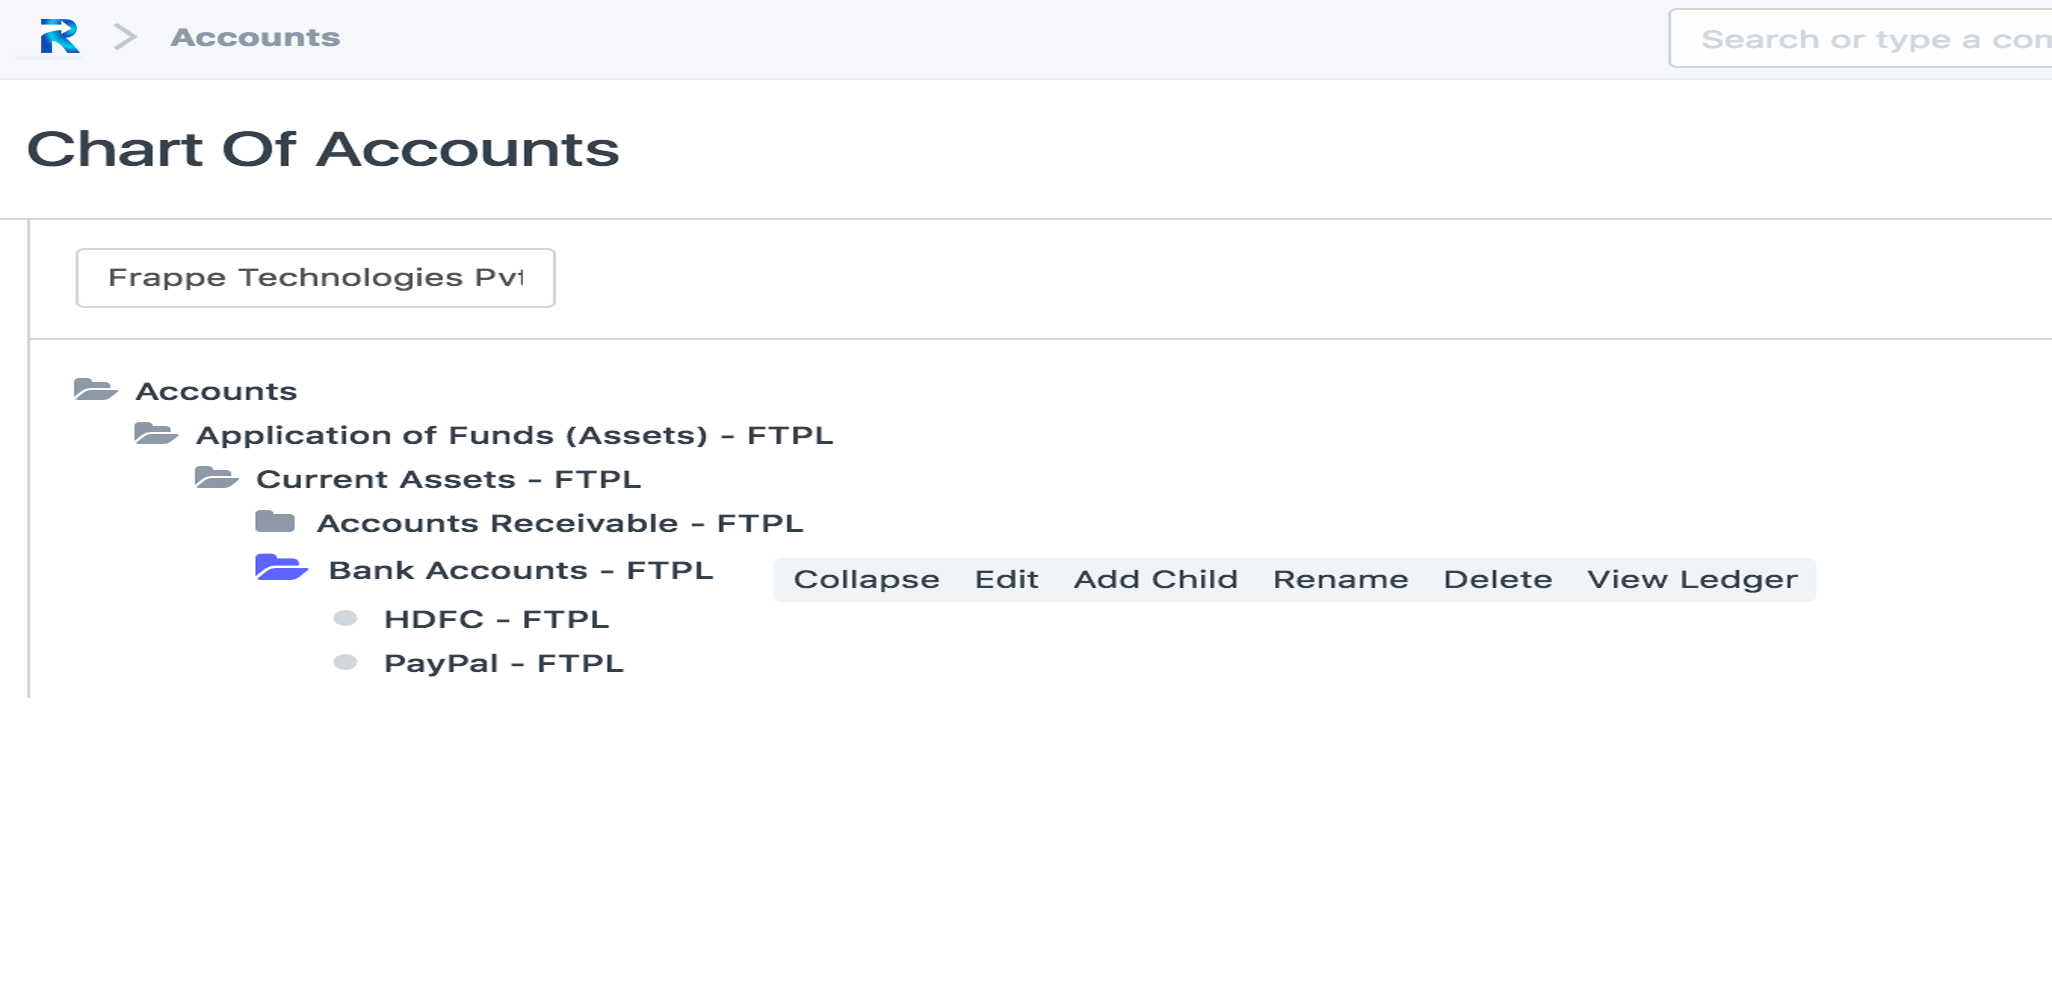 Accounts
Search or type a com
Chart Of Accounts
Frappe Technologies Pvt
Accounts
Application of Funds (Assets) - FTPL
Current Assets - FTPL
Accounts Receivable - FTPL
Bank Accounts - FTPL Collapse Edit Add Child Rename Delete View Ledger
HDFC - FTPL
PayPal - FTPL